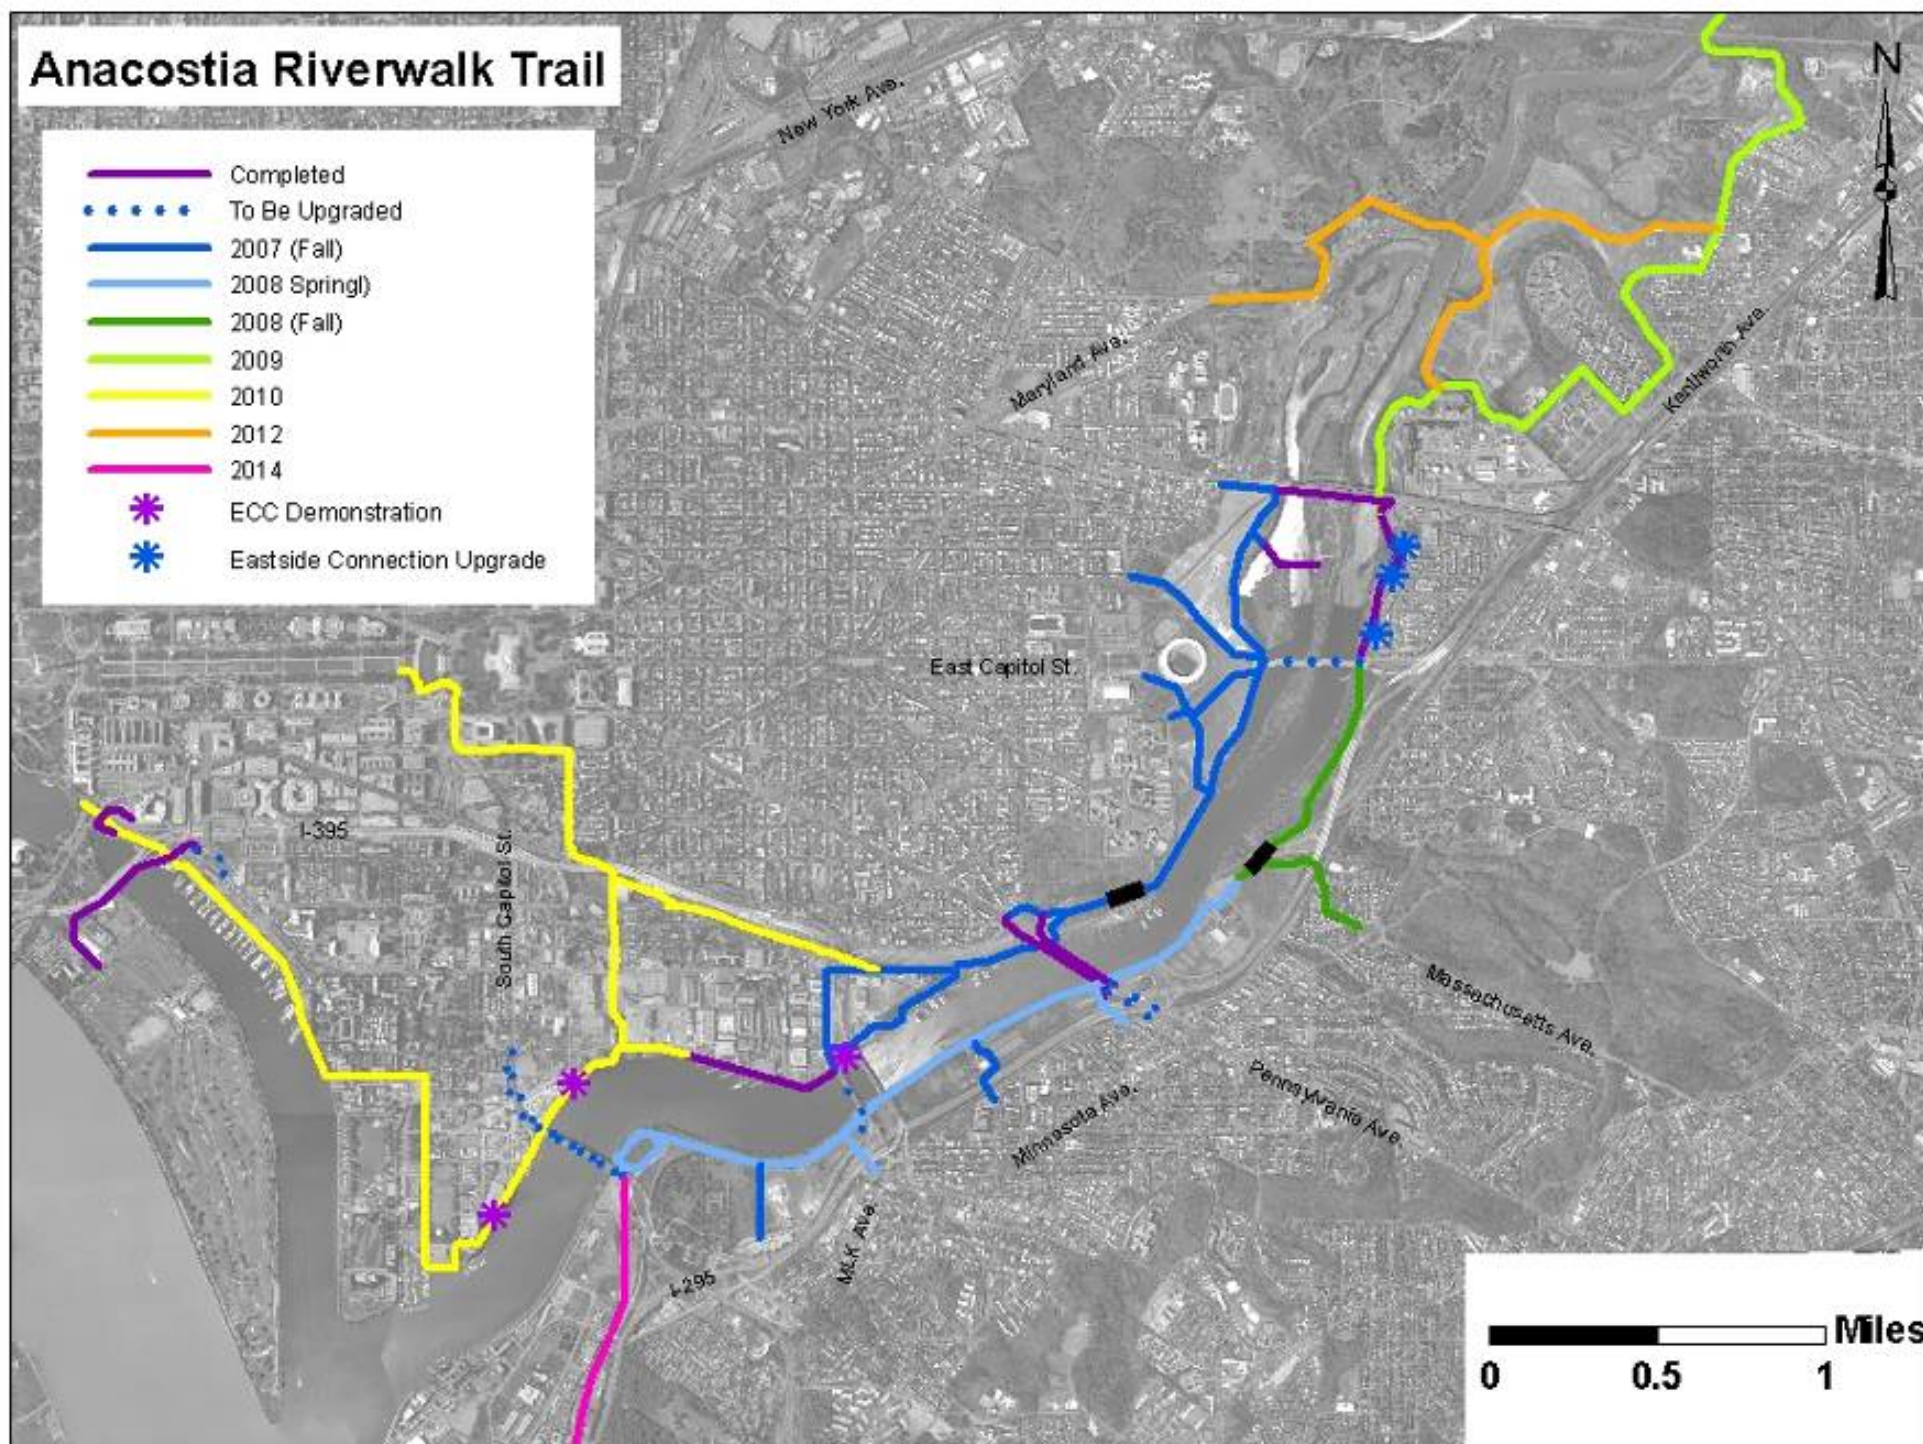 Anacostia Riverwalk Trail
Completed
To Be Upgraded
2007 (Fall)
2008 Springl)
2008 (Fall)
2009
2010
2012
2014
ECC Demonstration
Eastside Connection Upgrade
N
New York Ave.
Maryland Ave.
Kenilworth Ave.
East Capitol St.
I-395
South Capitol St.
Massachusetts Ave.
Pennsylvania Ave.
Minnesota Ave.
MLK Ave.
I-295
Miles
0 0.5 1